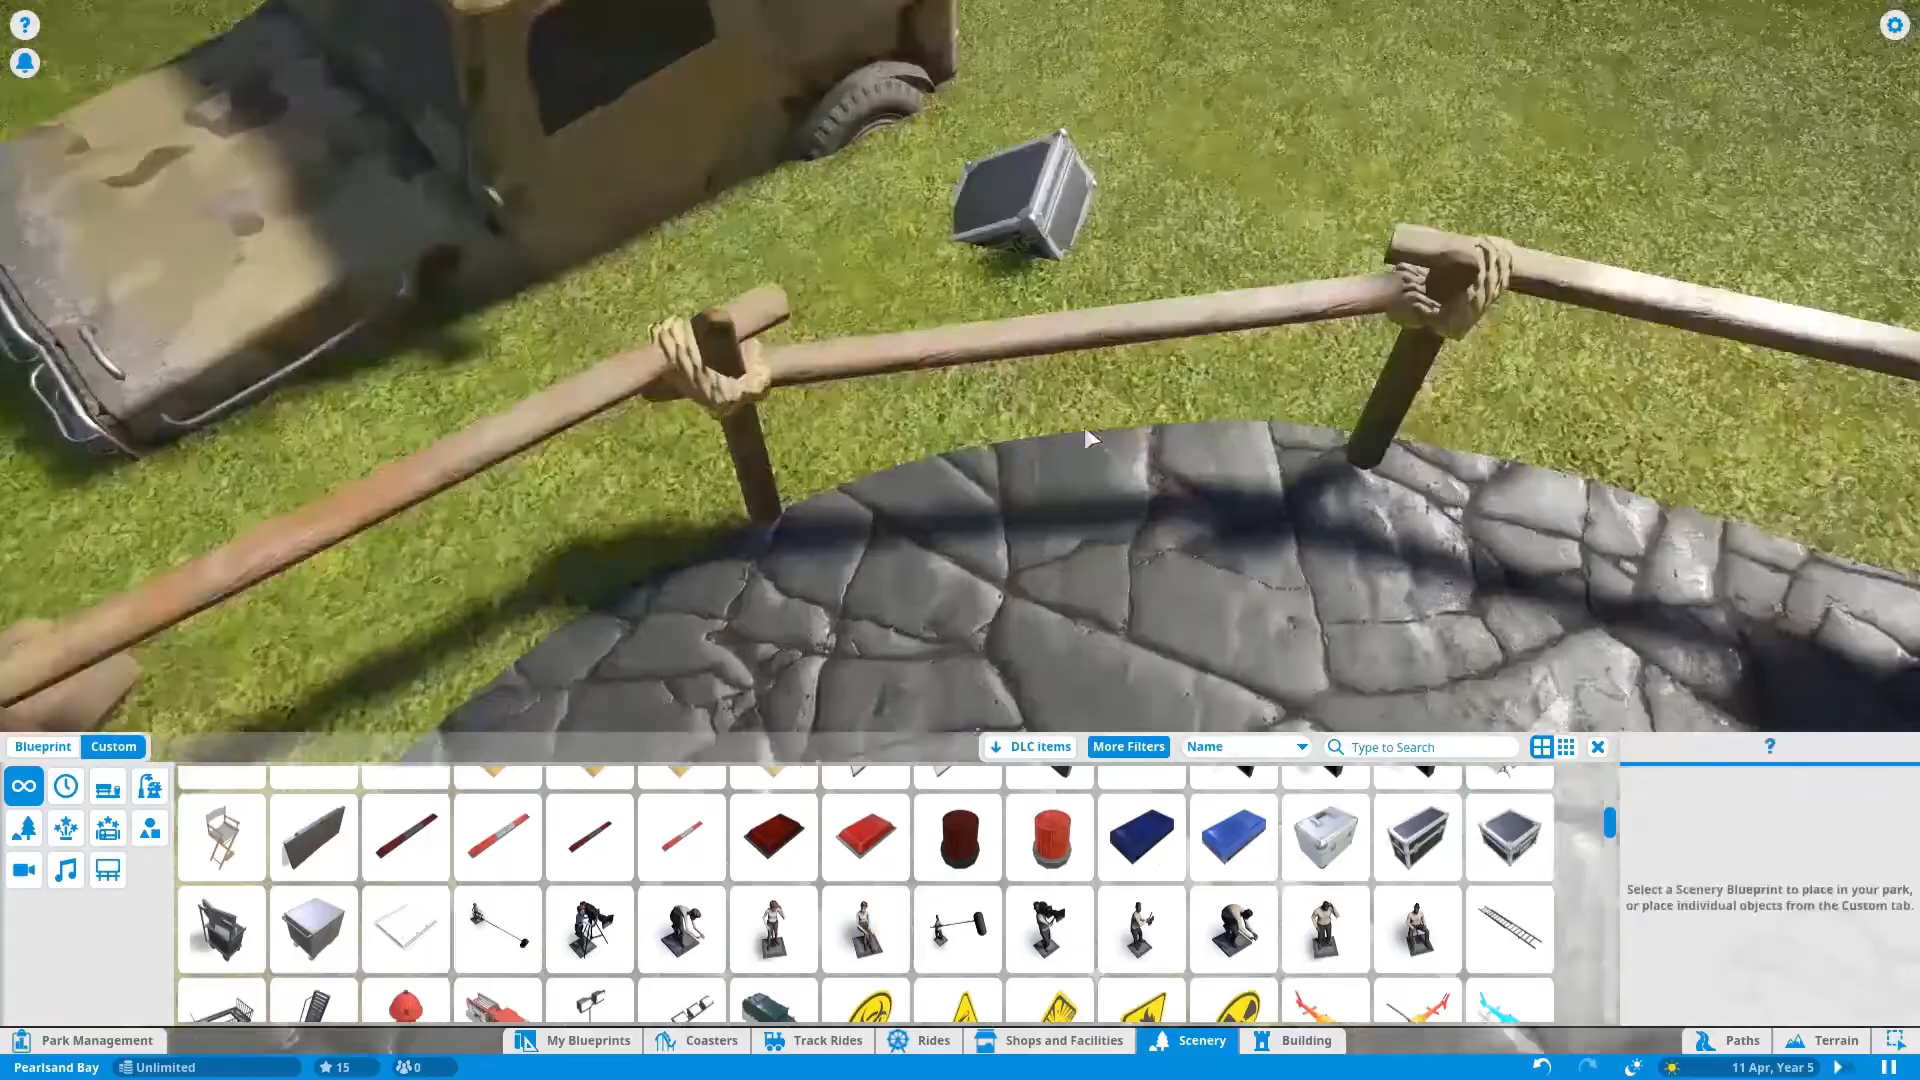 ?
Blueprint Custom
DLC items More Filters Name Type to Search
?
Select a Scenery Blueprint to place in your park,
or place individual objects from the Custom tab.
Park Management My Blueprints Coasters Track Rides Rides Shops and Facilities Scenery Building Paths Terrain
Pearlsand Bay Unlimited 15 0 11 Apr, Year 5